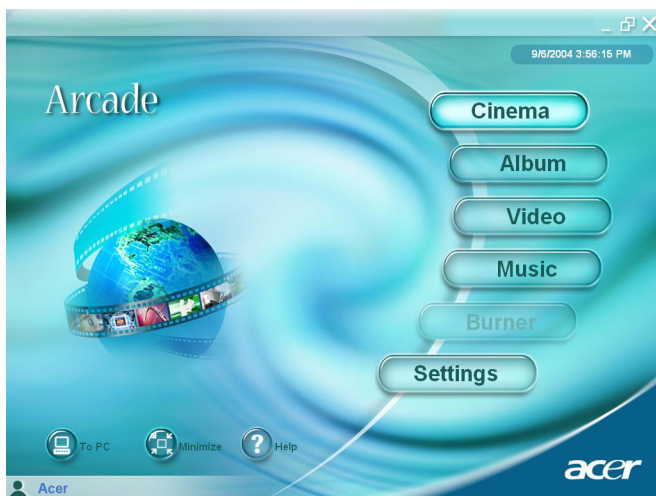 9/6/2004 3:56:15 PM
Arcade
Cinema
Album
Video
Music
Burner
Settings
To PC
Minimize
? Help
Acer
acer